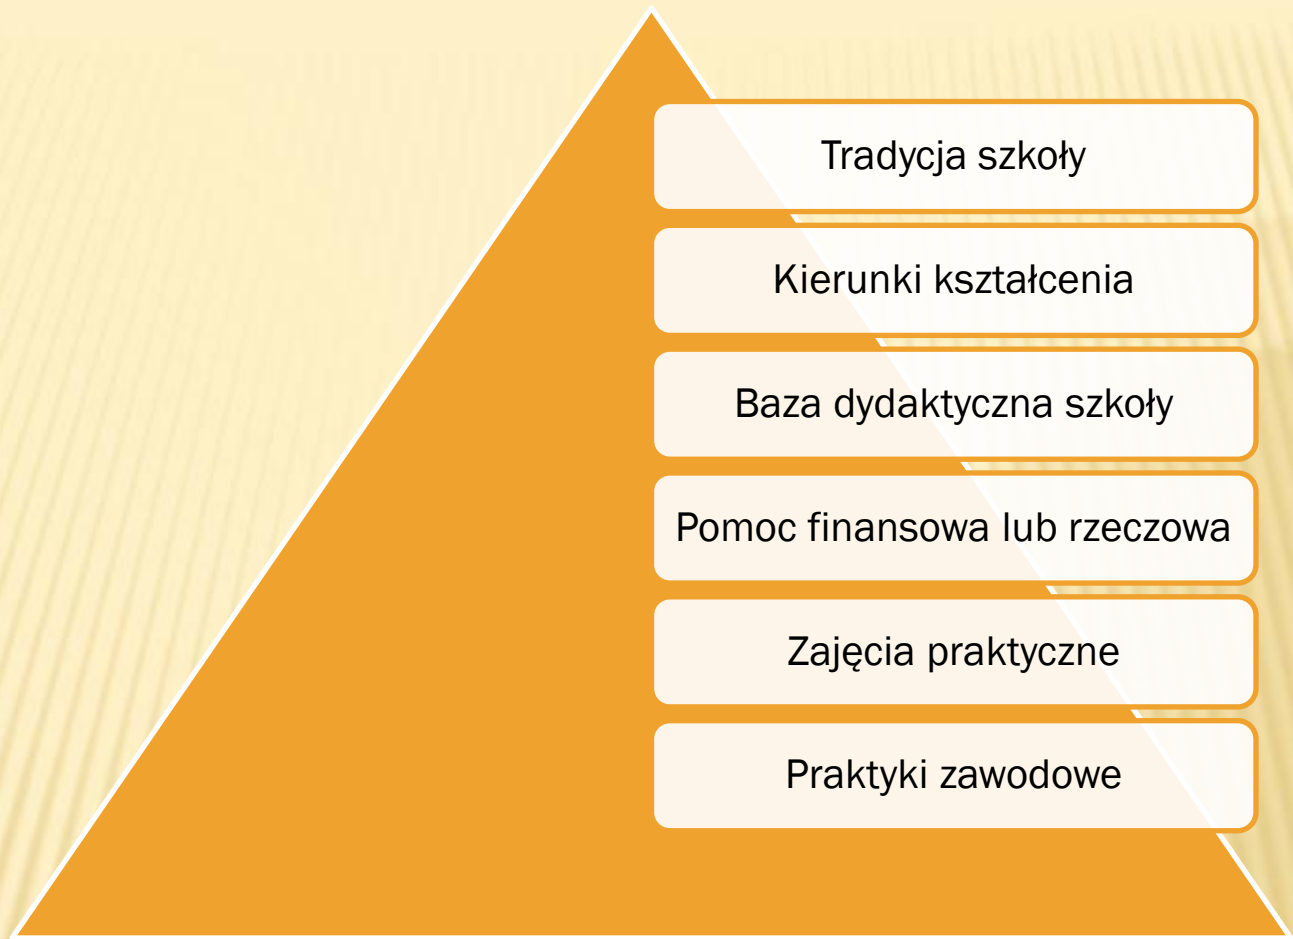 Tradycja szkoły
Kierunki kształcenia
Baza dydaktyczna szkoły
Pomoc finansowa lub rzeczowa
Zajęcia praktyczne
Praktyki zawodowe